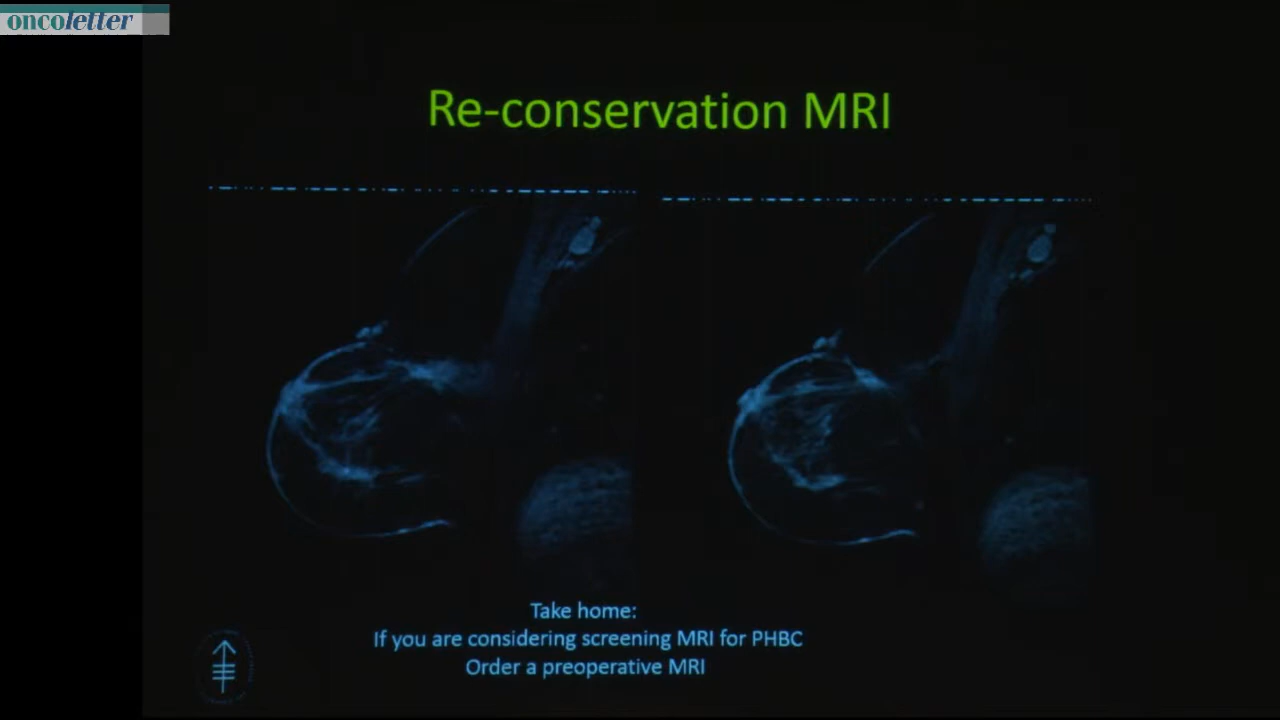 oncoletter
Re-conservation MRI
Take home:
If you are considering screening MRI for PHBC
Order a preoperative MRI